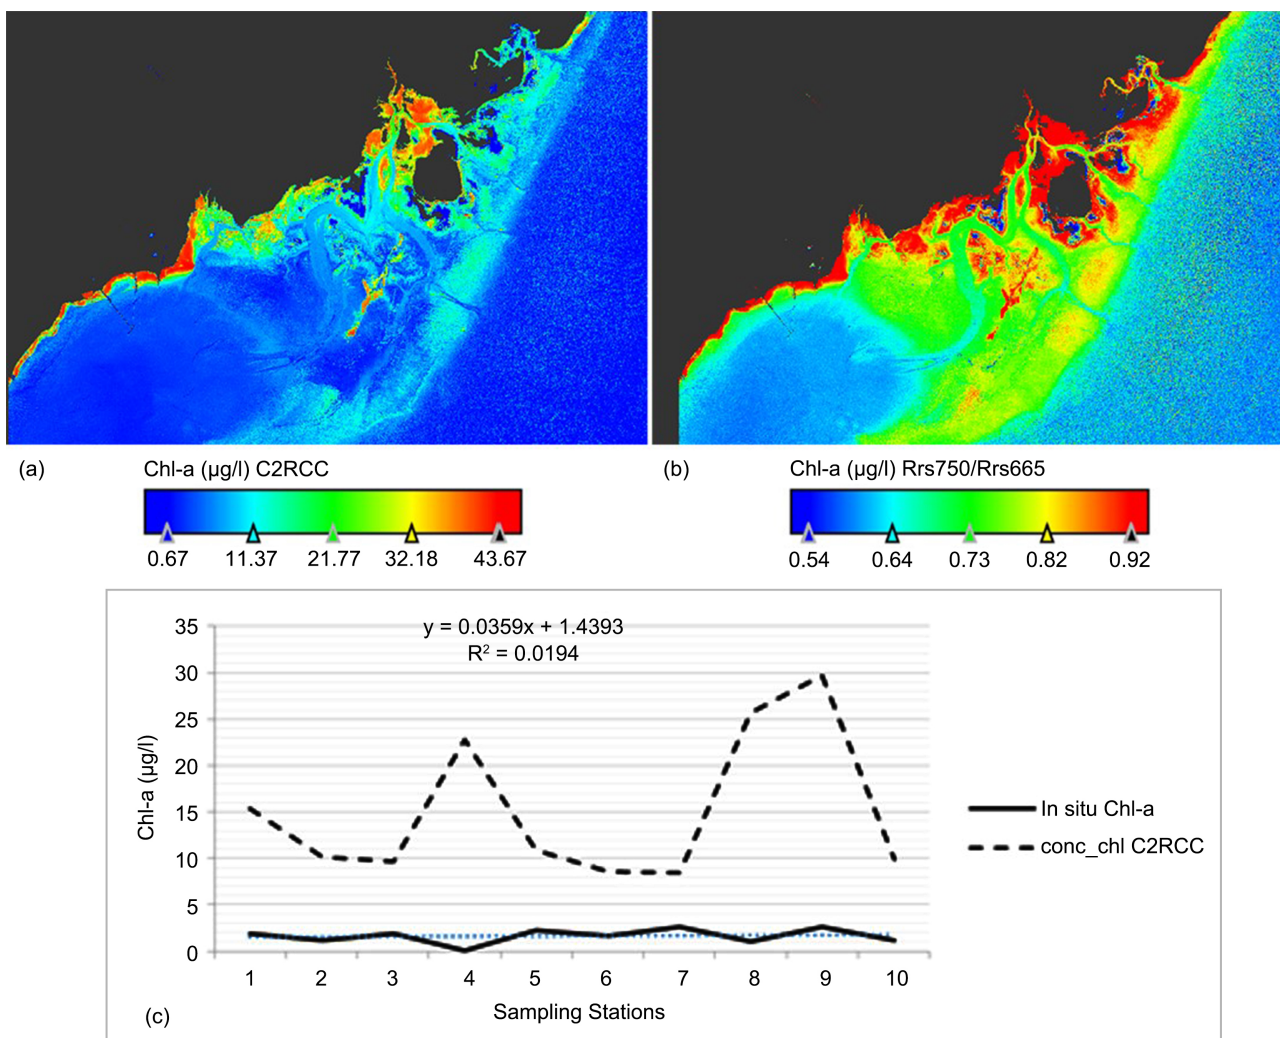 (a)
Chl-a (µg/l) C2RCC
0.67 11.37 21.77 32.18 43.67
(b)
Chl-a (µg/l) Rrs750/Rrs665
0.54 0.64 0.73 0.82 0.92
y = 0.0359x + 1.4393
R² = 0.0194
35
30
25
20
15
10
5
0
Chl-a (µg/l)
1 2 3 4 5 6 7 8 9 10
Sampling Stations
In situ Chl-a
conc_chl C2RCC
(c)